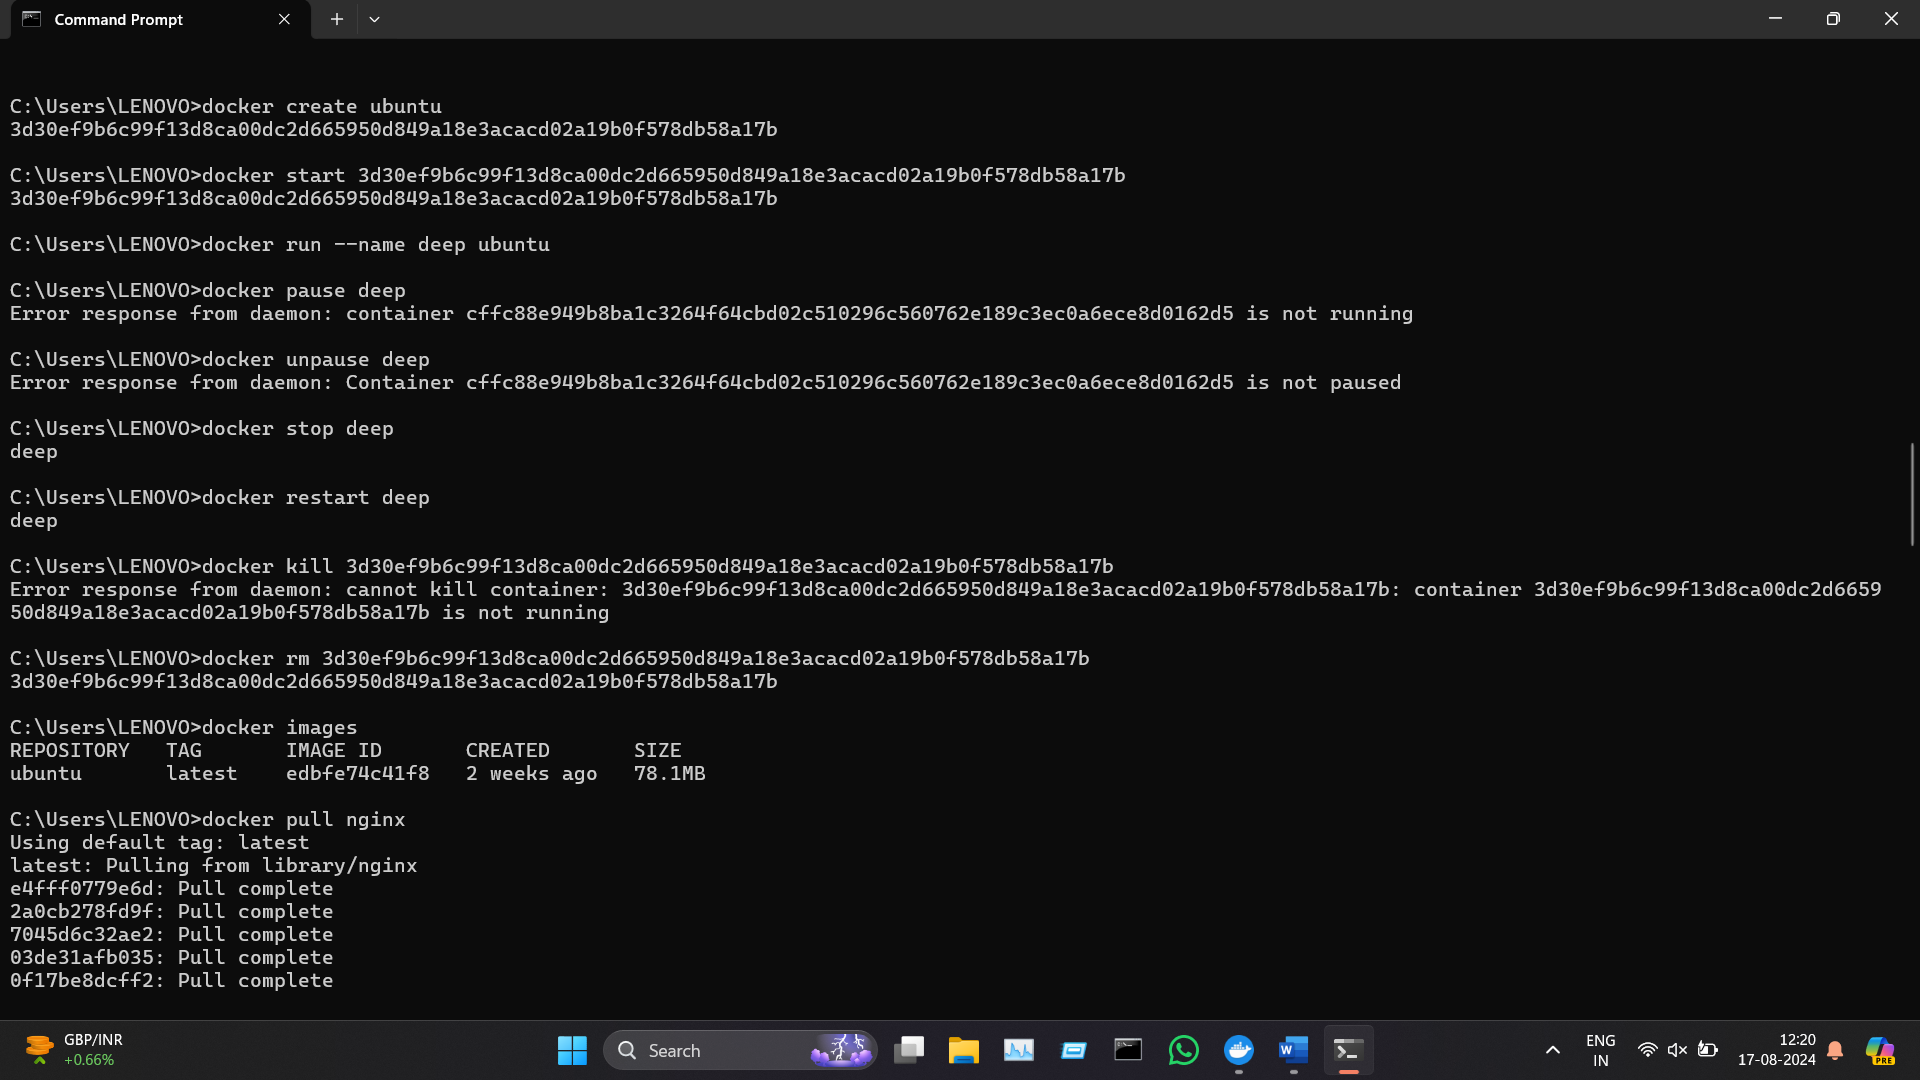 Command Prompt
C:\Users\LENOVO>docker create ubuntu
3d30ef9b6c99f13d8ca00dc2d665950d849a18e3acacd02a19b0f578db58a17b
C:\Users\LENOVO>docker start 3d30ef9b6c99f13d8ca00dc2d665950d849a18e3acacd02a19b0f578db58a17b
3d30ef9b6c99f13d8ca00dc2d665950d849a18e3acacd02a19b0f578db58a17b
C:\Users\LENOVO>docker run --name deep ubuntu
C:\Users\LENOVO>docker pause deep
Error response from daemon: container cffc88e949b8ba1c3264f64cbd02c510296c560762e189c3ec0a6ece8d0162d5 is not running
C:\Users\LENOVO>docker unpause deep
Error response from daemon: Container cffc88e949b8ba1c3264f64cbd02c510296c560762e189c3ec0a6ece8d0162d5 is not paused
C:\Users\LENOVO>docker stop deep
deep
C:\Users\LENOVO>docker restart deep
deep
C:\Users\LENOVO>docker kill 3d30ef9b6c99f13d8ca00dc2d665950d849a18e3acacd02a19b0f578db58a17b
Error response from daemon: cannot kill container: 3d30ef9b6c99f13d8ca00dc2d665950d849a18e3acacd02a19b0f578db58a17b: container 3d30ef9b6c99f13d8ca00dc2d6659
50d849a18e3acacd02a19b0f578db58a17b is not running
C:\Users\LENOVO>docker rm 3d30ef9b6c99f13d8ca00dc2d665950d849a18e3acacd02a19b0f578db58a17b
3d30ef9b6c99f13d8ca00dc2d665950d849a18e3acacd02a19b0f578db58a17b
C:\Users\LENOVO>docker images
REPOSITORY   TAG       IMAGE ID       CREATED       SIZE
ubuntu       latest    edbfe74c41f8   2 weeks ago   78.1MB
C:\Users\LENOVO>docker pull nginx
Using default tag: latest
latest: Pulling from library/nginx
e4fff0779e6d: Pull complete
2a0cb278fd9f: Pull complete
7045d6c32ae2: Pull complete
03de31afb035: Pull complete
0f17be8dcff2: Pull complete
GBP/INR
+0.66%
Search
W
PRE
ENG
IN
12:20
17-08-2024